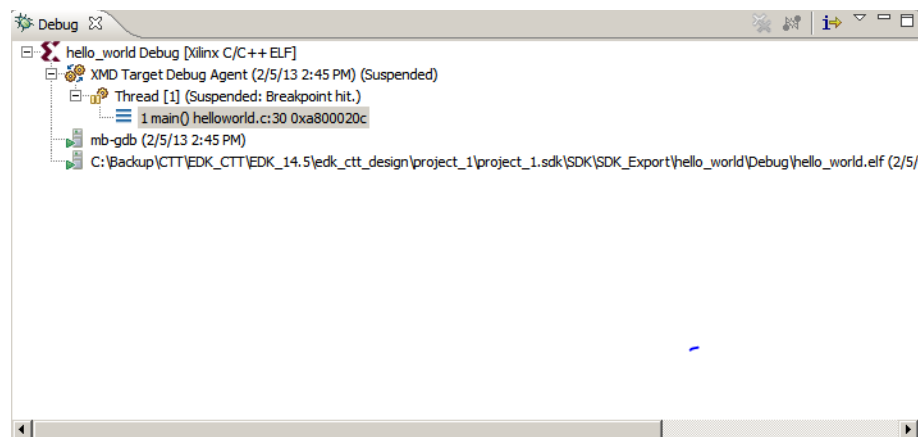 Debug
hello_world Debug [Xilinx C/C++ ELF]
XMD Target Debug Agent (2/5/13 2:45 PM) (Suspended)
Thread [1] (Suspended: Breakpoint hit.)
1 main() helloworld.c:30 0xa800020c
mb-gdb (2/5/13 2:45 PM)
C:\Backup\CTT\EDK_CTT\EDK_14.5\edk_ctt_design\project_1\project_1.sdk\SDK\SDK_Export\hello_world\Debug\hello_world.elf (2/5/